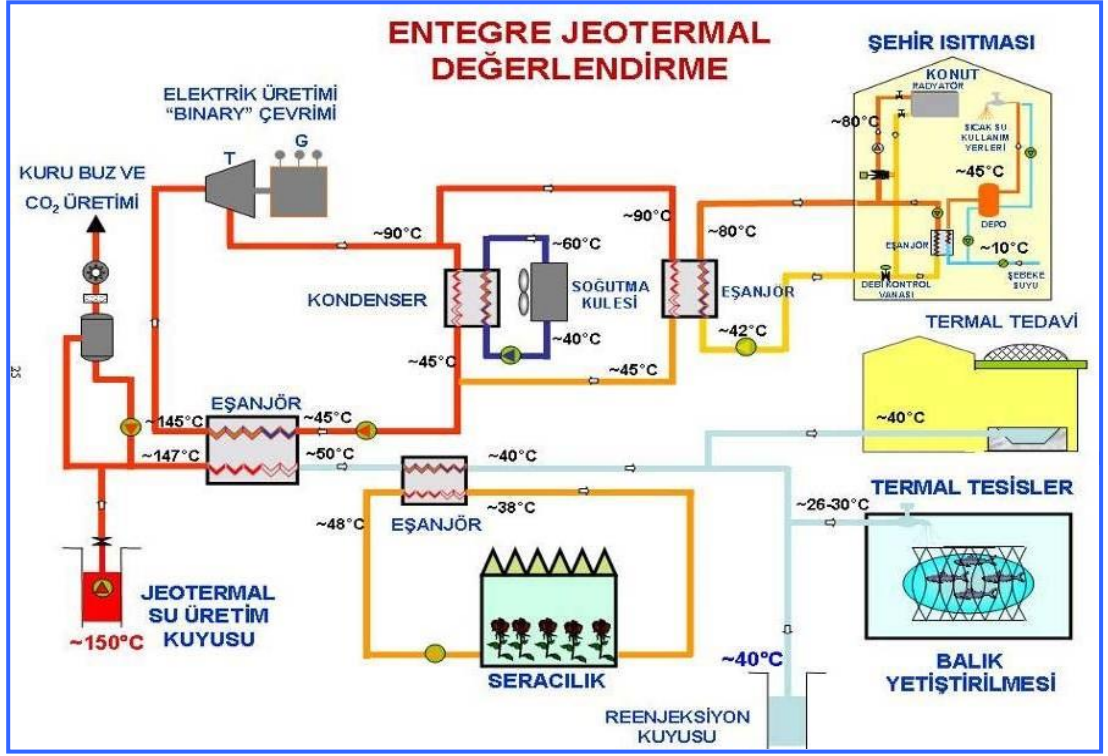 ENTEGRE JEOTERMAL
DEĞERLENDİRME
ŞEHİR ISITMASI
KONUT
RADYATÖR
~80°C
SICAK SU
KULLANIM
YERLERİ
~45°C
DEPO
EŞANJÖR
~10°C
ŞEBEKE
SUYU
DEBİ KONTROL
VANASI
ELEKTRİK ÜRETİMİ
"BINARY" ÇEVRİMİ
T
G
KURU BUZ VE
CO₂ ÜRETİMİ
~90°C
~90°C
~80°C
~60°C
KONDENSER
SOĞUTMA
KULESİ
EŞANJÖR
~40°C
~42°C
~45°C
~45°C
TERMAL TEDAVİ
~40°C
25
EŞANJÖR
~145°C
~45°C
~147°C
~50°C
~40°C
EŞANJÖR
~48°C
~38°C
TERMAL TESİSLER
~26-30°C
JEOTERMAL
SU ÜRETİM
KUYUSU
~150°C
SERACILIK
~40°C
REENJEKSİYON
KUYUSU
BALIK
YETİŞTİRİLMESİ